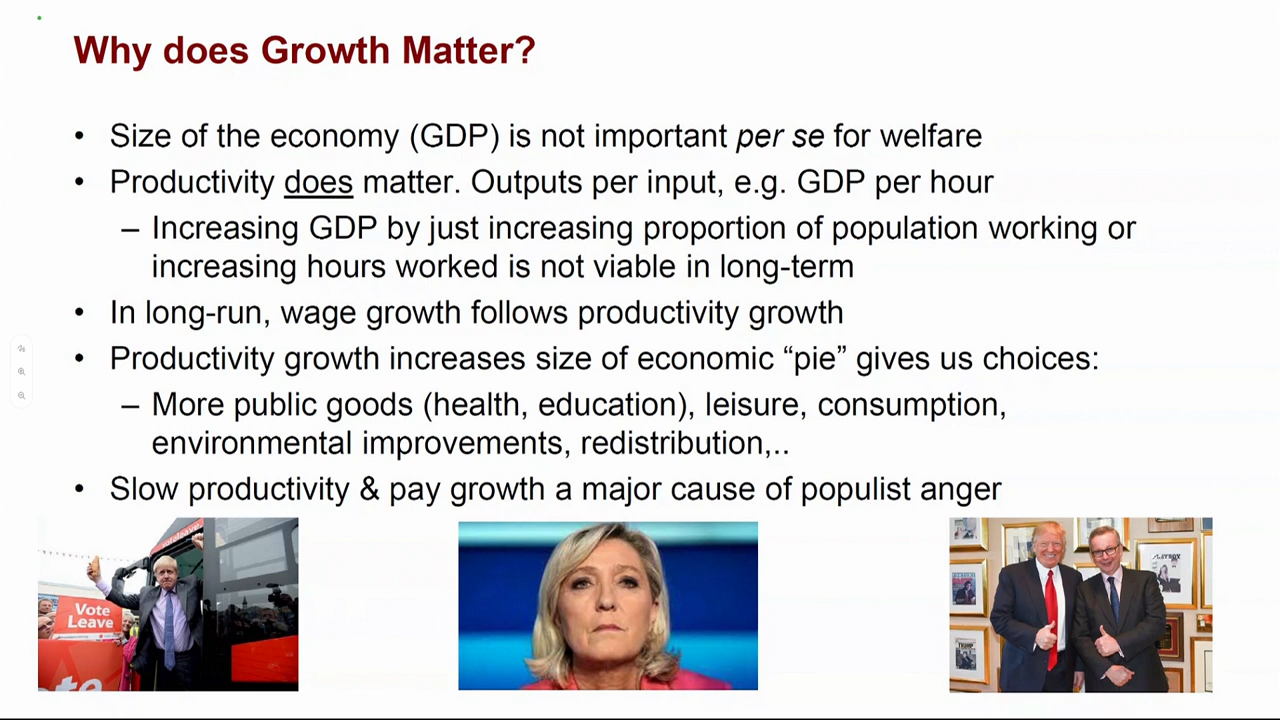 Why does Growth Matter?
• Size of the economy (GDP) is not important per se for welfare
• Productivity does matter. Outputs per input, e.g. GDP per hour
– Increasing GDP by just increasing proportion of population working or
increasing hours worked is not viable in long-term
• In long-run, wage growth follows productivity growth
• Productivity growth increases size of economic “pie” gives us choices:
– More public goods (health, education), leisure, consumption,
environmental improvements, redistribution,..
• Slow productivity & pay growth a major cause of populist anger
Vote
Leave
te
PLAYBOY
TRUMP